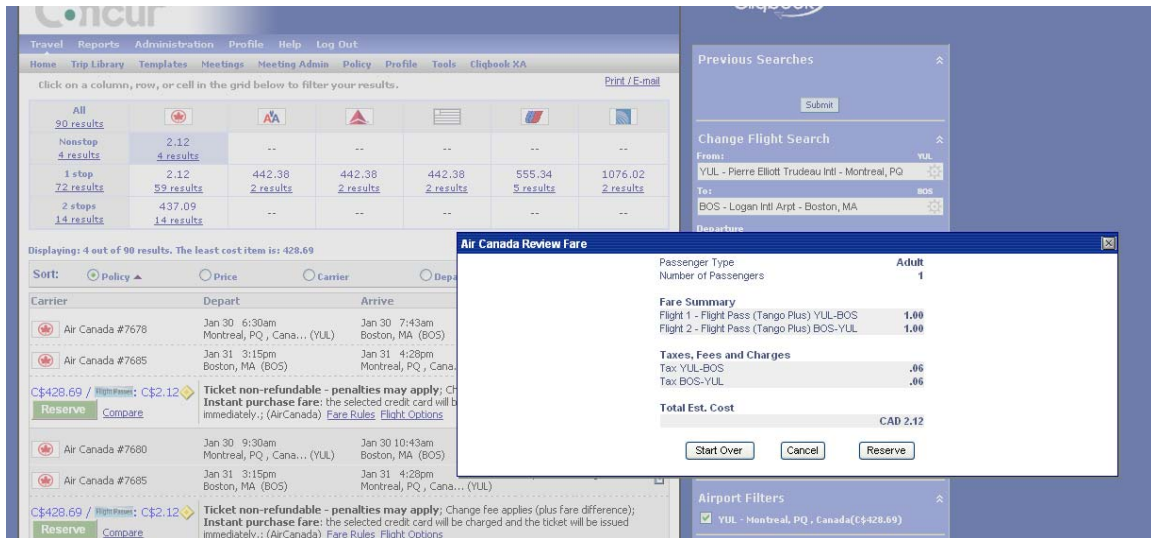 Concur
Cliqbook
Travel Reports Administration Profile Help Log Out
Home Trip Library Templates Meetings Meeting Admin Policy Profile Tools Cliqbook XA
Click on a column, row, or cell in the grid below to filter your results.
Print / E-mail
All
90 results
AA
Nonstop 2.12 -- -- -- -- --
4 results 4 results
1 stop 2.12 442.38 442.38 442.38 555.34 1076.02
72 results 59 results 2 results 2 results 2 results 5 results 2 results
2 stops 437.09 -- -- -- -- --
14 results 14 results
Displaying: 4 out of 90 results. The least cost item is: 428.69
Sort: Policy Price Carrier Depa
Carrier Depart Arrive
Air Canada #7678 Jan 30 6:30am Jan 30 7:43am
Montreal, PQ , Cana... (YUL) Boston, MA (BOS)
Air Canada #7685 Jan 31 3:15pm Jan 31 4:28pm
Boston, MA (BOS) Montreal, PQ , Cana.
C$428.69 / Flight Passes: C$2.12 Ticket non-refundable - penalties may apply; Ch
Instant purchase fare: the selected credit card will b
Reserve Compare immediately.; (AirCanada) Fare Rules Flight Options
Air Canada #7680 Jan 30 9:30am Jan 30 10:43am
Montreal, PQ , Cana... (YUL) Boston, MA (BOS)
Air Canada #7685 Jan 31 3:15pm Jan 31 4:28pm
Boston, MA (BOS) Montreal, PQ , Cana... (YUL)
C$428.69 / Flight Passes: C$2.12 Ticket non-refundable - penalties may apply; Change fee applies (plus fare difference);
Instant purchase fare: the selected credit card will be charged and the ticket will be issued
Reserve Compare immediately.; (AirCanada) Fare Rules Flight Options
Previous Searches
Submit
Change Flight Search
From: YUL
YUL - Pierre Elliott Trudeau Intl - Montreal, PQ
To: BOS
BOS - Logan Intl Arpt - Boston, MA
Departure
Air Canada Review Fare
Passenger Type Adult
Number of Passengers 1
Fare Summary
Flight 1 - Flight Pass (Tango Plus) YUL-BOS 1.00
Flight 2 - Flight Pass (Tango Plus) BOS-YUL 1.00
Taxes, Fees and Charges
Tax YUL-BOS .06
Tax BOS-YUL .06
Total Est. Cost
CAD 2.12
Start Over Cancel Reserve
Airport Filters
YUL - Montreal, PQ , Canada(C$428.69)